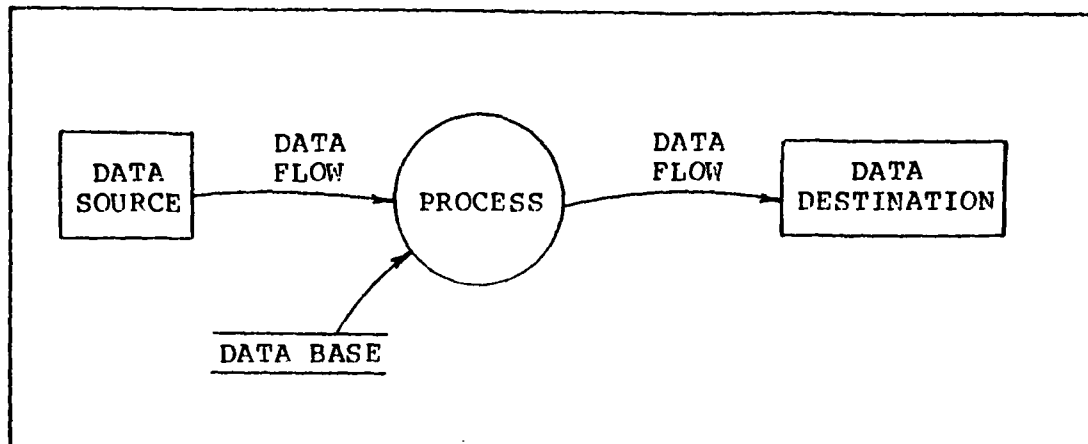 DATA
SOURCE
DATA
FLOW
PROCESS
DATA
FLOW
DATA
DESTINATION
DATA BASE